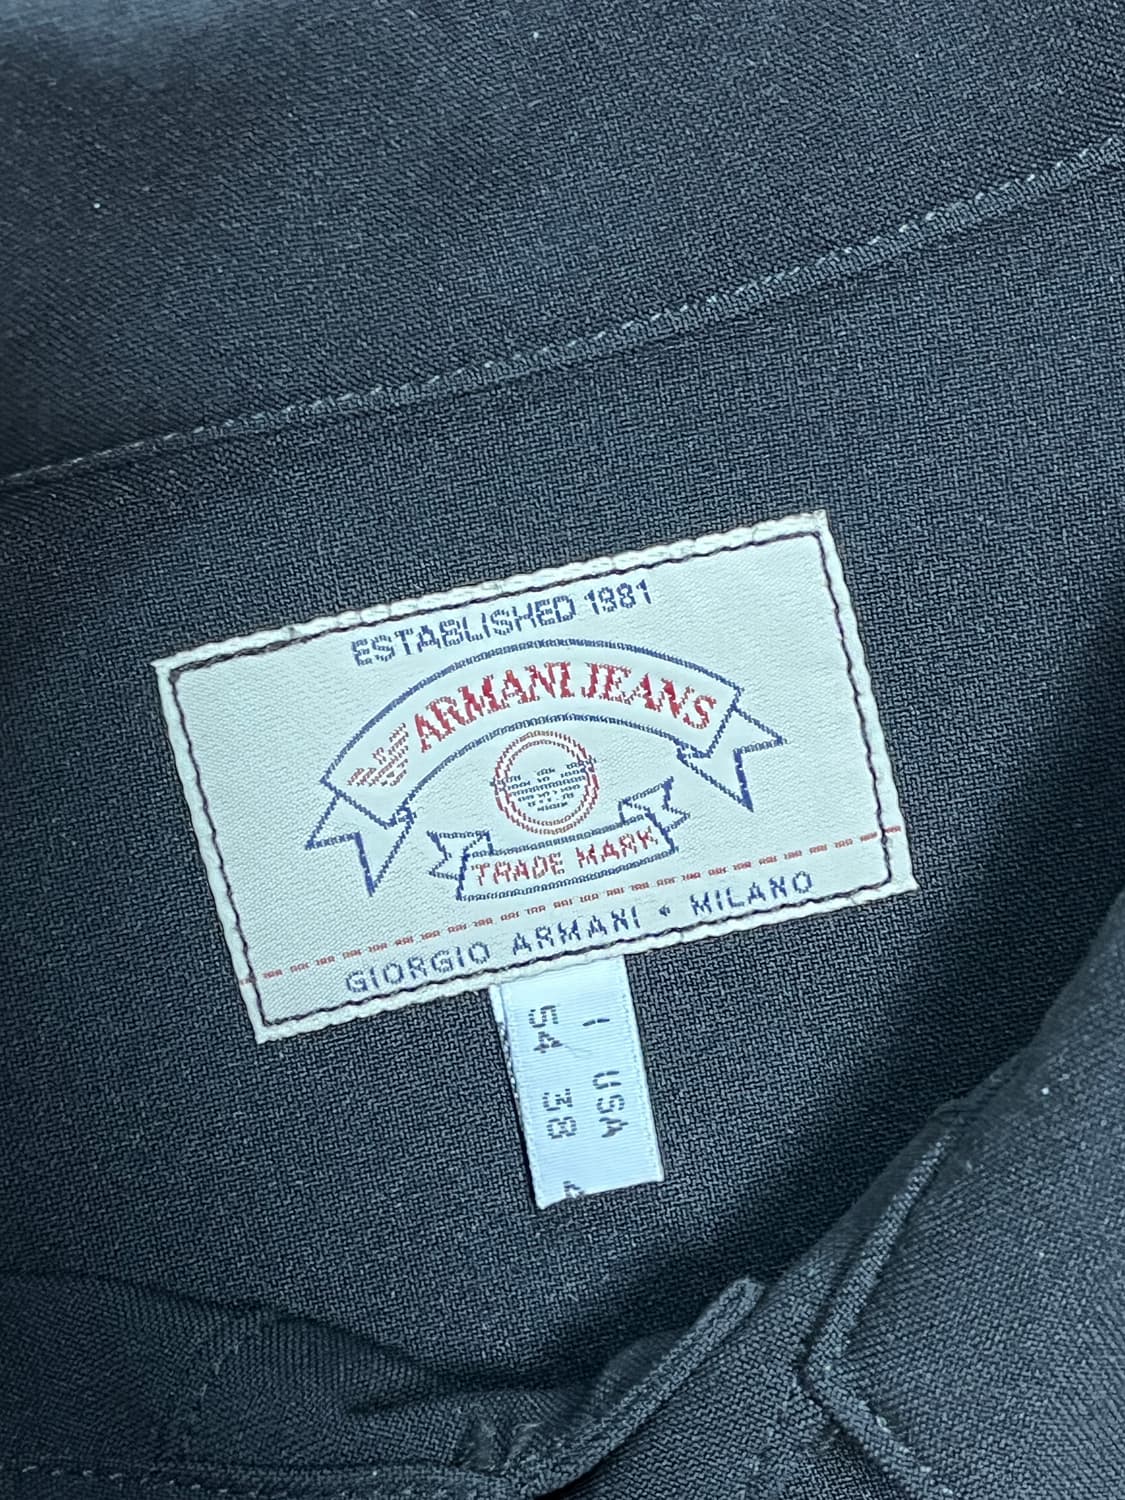 ESTABLISHED 1981
ARMANI JEANS
TRADE MARK
GIORGIO ARMANI • MILANO
I USA
54 38